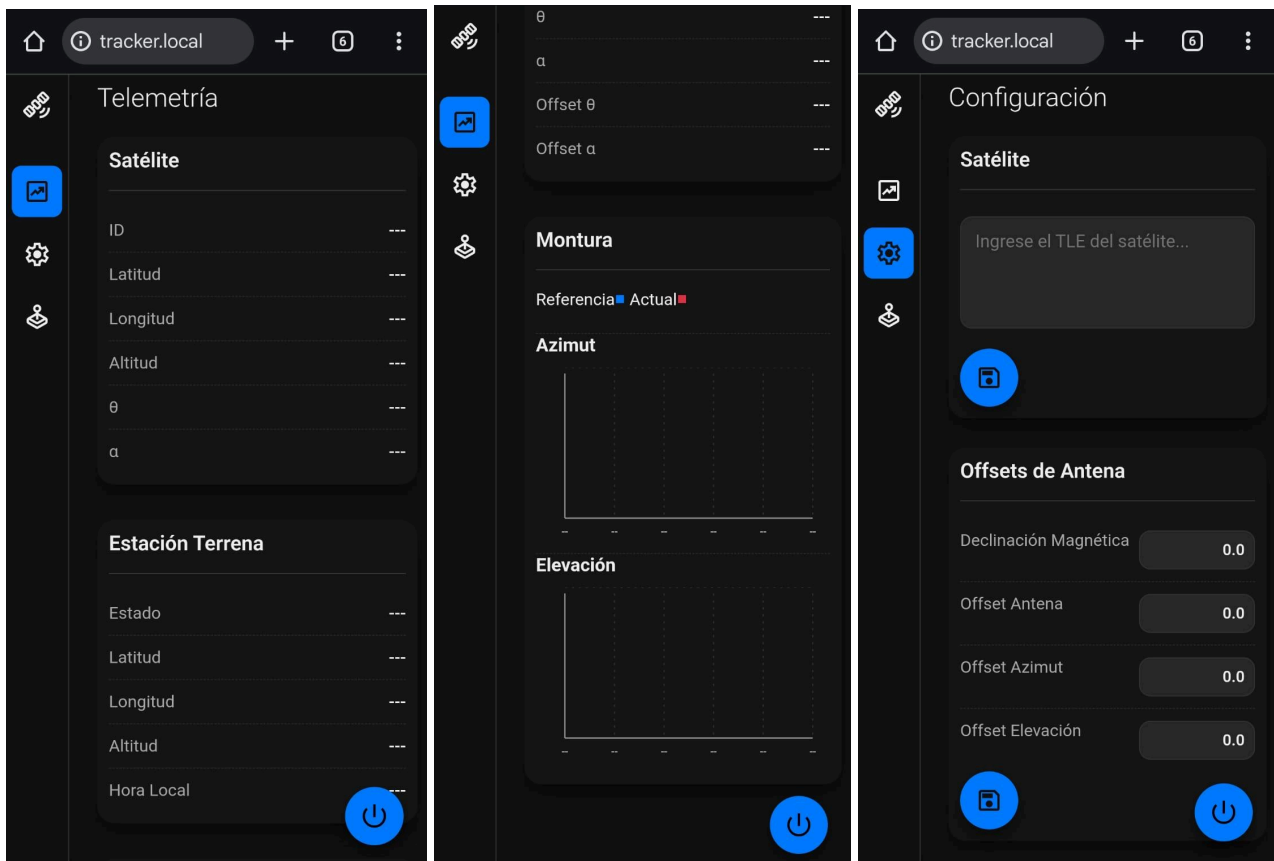 tracker.local
6
Telemetría
Satélite
ID ---
Latitud ---
Longitud ---
Altitud ---
θ ---
α ---
Estación Terrena
Estado ---
Latitud ---
Longitud ---
Altitud ---
Hora Local ---
θ ---
α ---
Offset θ ---
Offset α ---
Montura
Referencia Actual
Azimut
-- -- -- -- -- --
Elevación
-- -- -- -- -- --
tracker.local
6
Configuración
Satélite
Ingrese el TLE del satélite...
Offsets de Antena
Declinación Magnética 0.0
Offset Antena 0.0
Offset Azimut 0.0
Offset Elevación 0.0